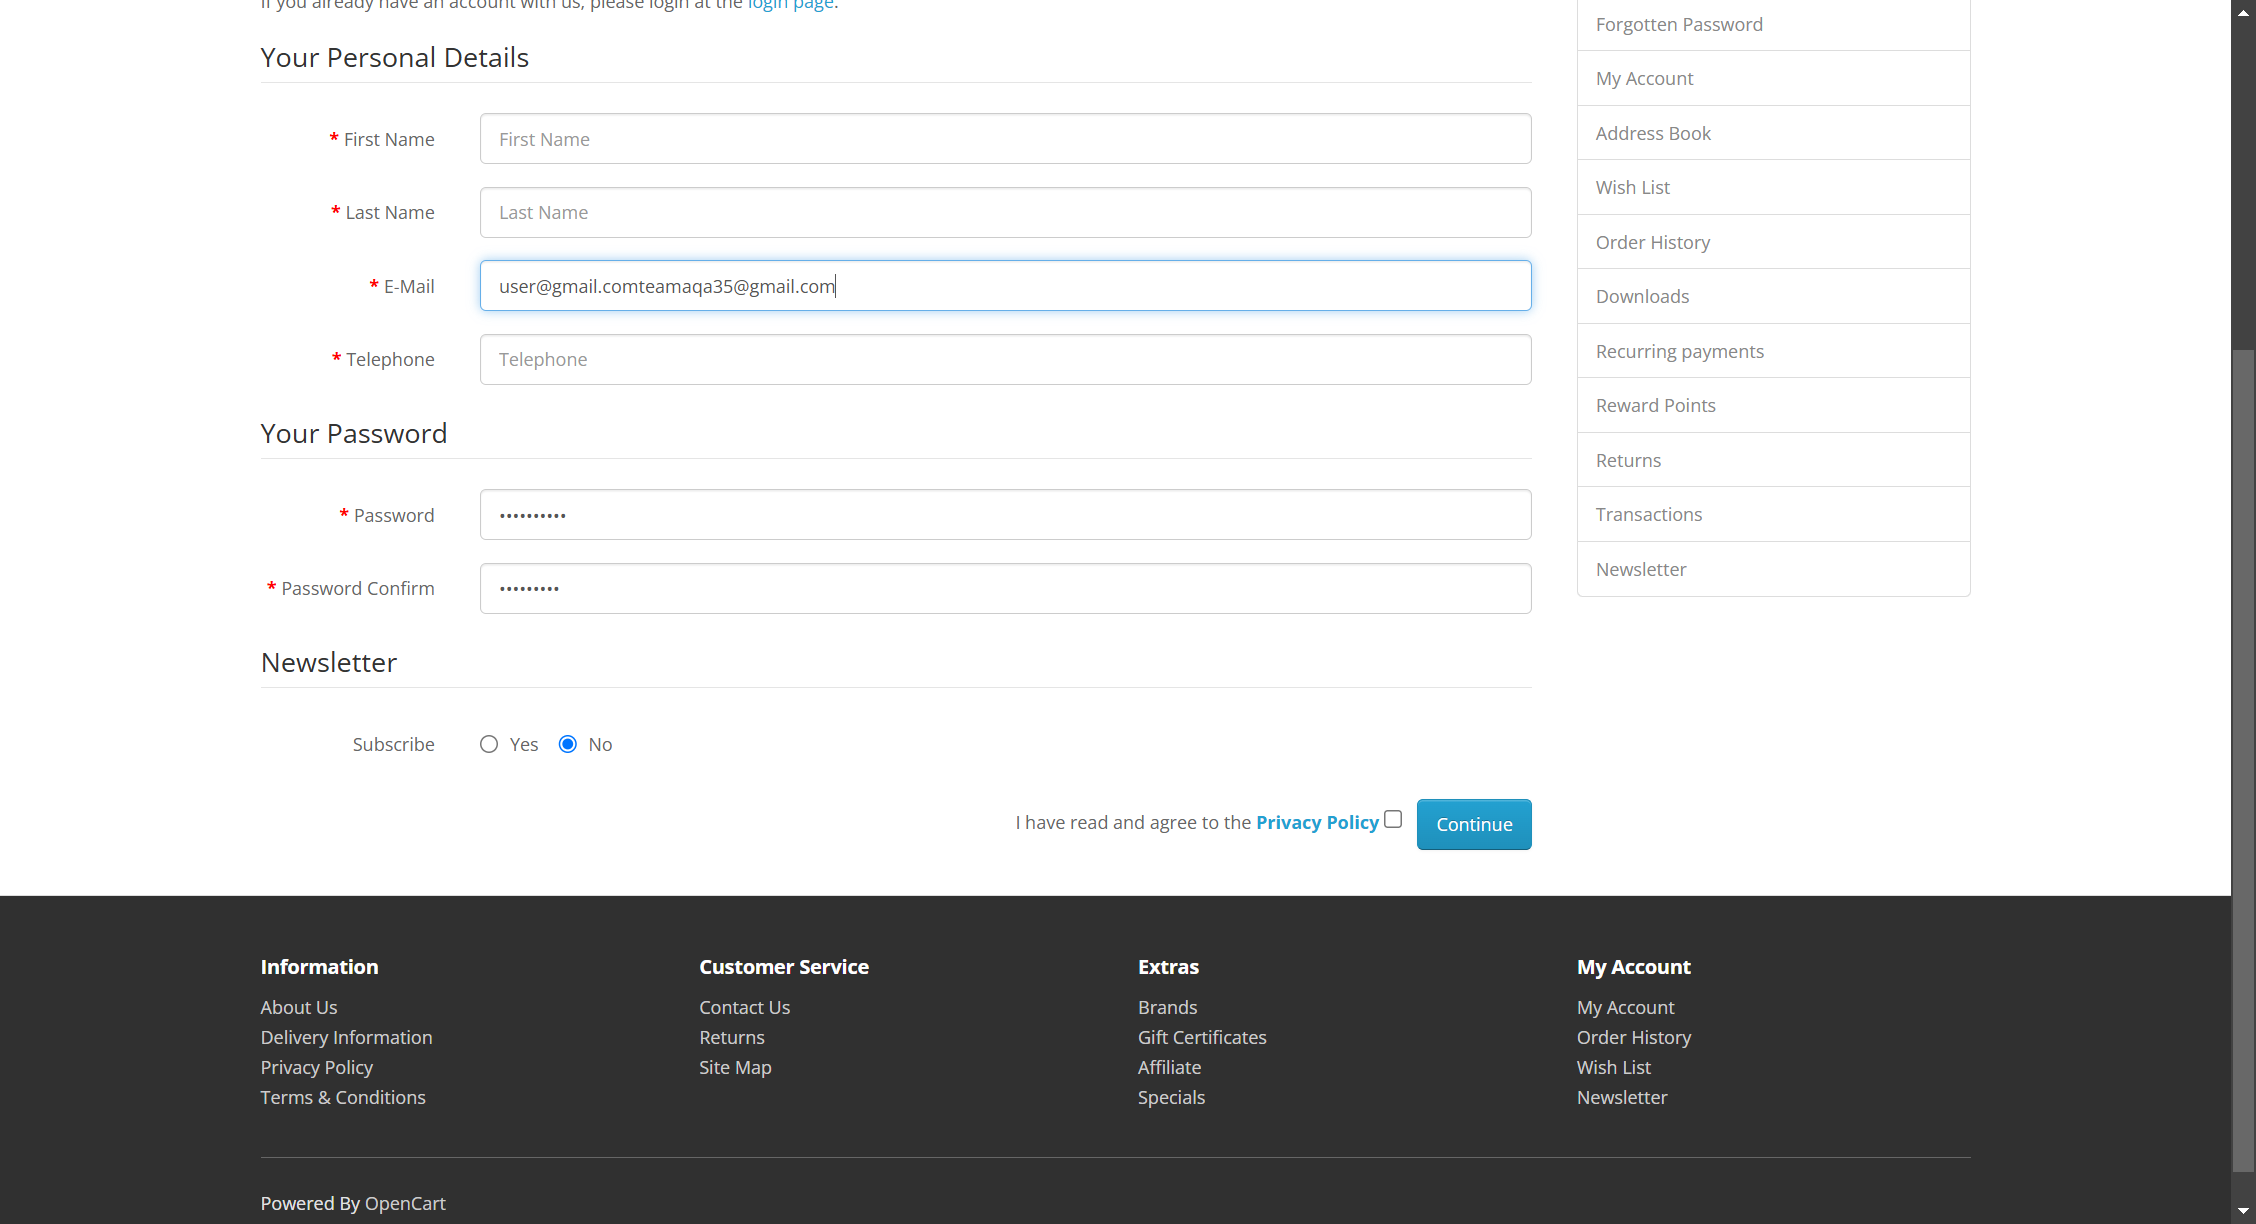 If you already have an account with us, please login at the login page.
Your Personal Details
* First Name
First Name
* Last Name
Last Name
* E-Mail
user@gmail.comteamaqa35@gmail.com
* Telephone
Telephone
Your Password
* Password
••••••••••
* Password Confirm
•••••••••
Newsletter
Subscribe
Yes
No
I have read and agree to the Privacy Policy
Continue
Forgotten Password
My Account
Address Book
Wish List
Order History
Downloads
Recurring payments
Reward Points
Returns
Transactions
Newsletter
Information
About Us
Delivery Information
Privacy Policy
Terms & Conditions
Customer Service
Contact Us
Returns
Site Map
Extras
Brands
Gift Certificates
Affiliate
Specials
My Account
My Account
Order History
Wish List
Newsletter
Powered By OpenCart